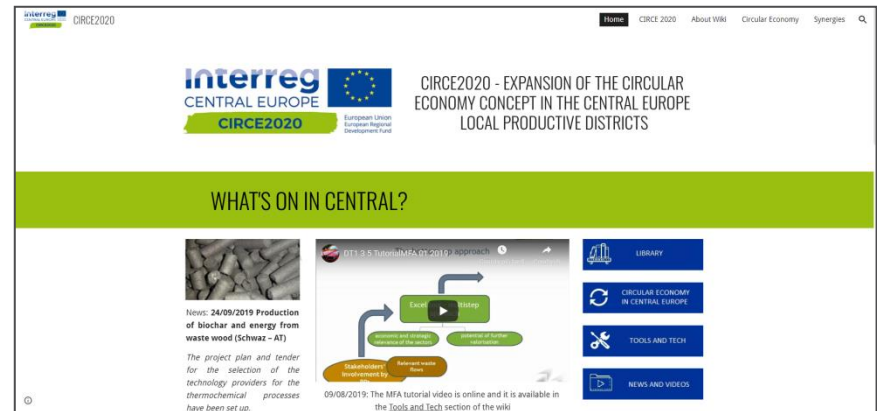 interreg
CIRCE2020
Home CIRCE 2020 About Wiki Circular Economy Synergies
Interreg
CENTRAL EUROPE
CIRCE2020
European Union
European Regional
Development Fund
CIRCE2020 - EXPANSION OF THE CIRCULAR
ECONOMY CONCEPT IN THE CENTRAL EUROPE
LOCAL PRODUCTIVE DISTRICTS
WHAT'S ON IN CENTRAL?
News: 24/09/2019 Production
of biochar and energy from
waste wood (Schwaz – AT)
The project plan and tender
for the selection of the
technology providers for the
thermochemical processes
have been set up.
DT1 3 5 TutorialMFA 07 2019
approach
Excel
multistep
economic and strategic
relevance of the sectors
potential of further
valorisation
Stakeholders'
Involvement by
Relevant waste
flows
09/08/2019: The MFA tutorial video is online and it is available in
the Tools and Tech section of the wiki
LIBRARY
CIRCULAR ECONOMY
IN CENTRAL EUROPE
TOOLS AND TECH
NEWS AND VIDEOS